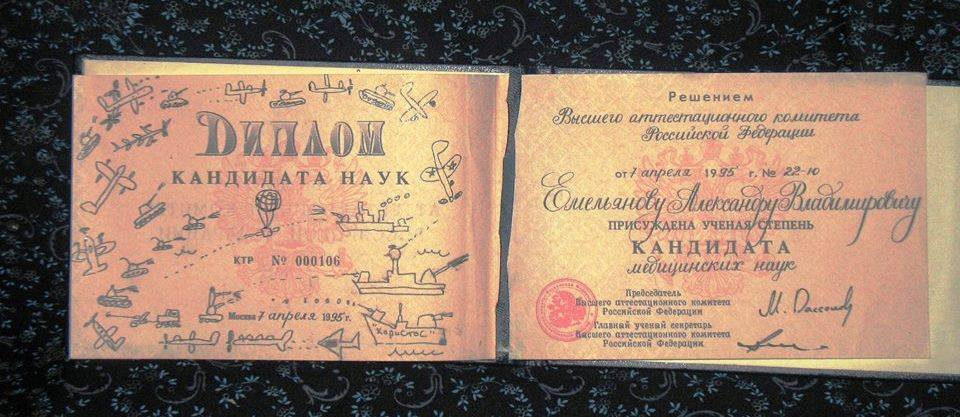 Диплом
КАНДИДАТА НАУК
КТР № 000106
Москва 7 апреля 1995 г.
"Хористос"
Решением
Высшего аттестационного комитета
Российской Федерации
от 7 апреля 1995 г. № 22-ю
Емельянову Александру Владимировичу
ПРИСУЖДЕНА УЧЕНАЯ СТЕПЕНЬ
КАНДИДАТА
медицинских наук
Председатель
Высшего аттестационного комитета
Российской Федерации
Главный ученый секретарь
Высшего аттестационного комитета
Российской Федерации